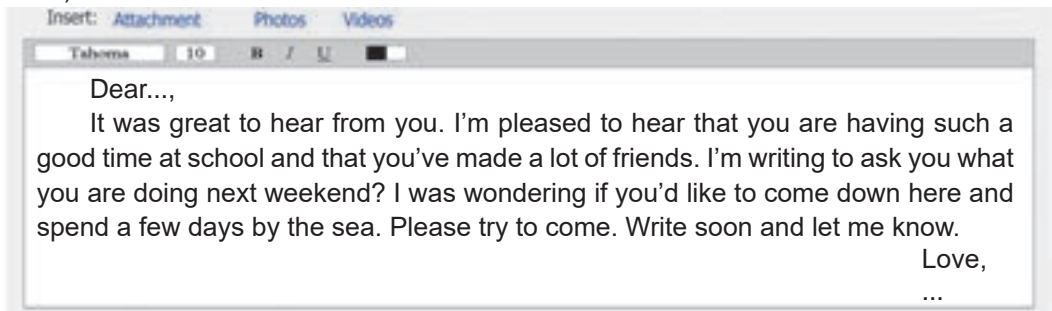 Insert: Attachment Photos Videos
Tahoma 10 B I U
Dear...,
It was great to hear from you. I'm pleased to hear that you are having such a
good time at school and that you've made a lot of friends. I'm writing to ask you what
you are doing next weekend? I was wondering if you'd like to come down here and
spend a few days by the sea. Please try to come. Write soon and let me know.
Love,
...